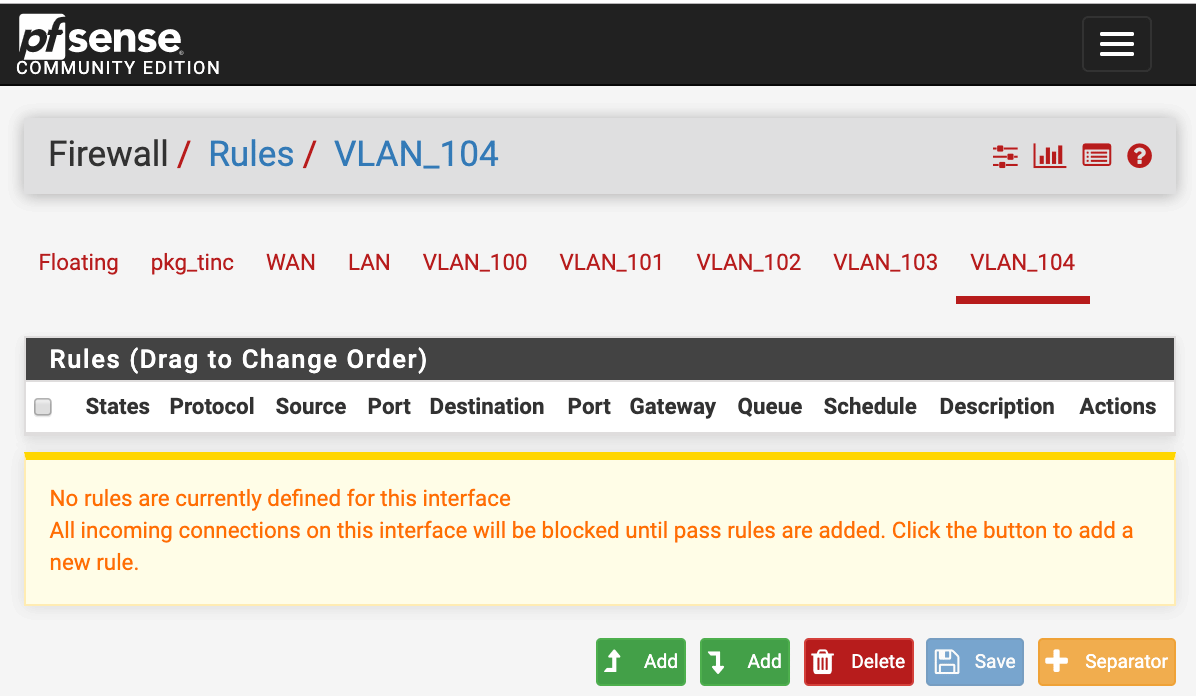 pfsense
COMMUNITY EDITION
Firewall / Rules / VLAN_104
Floating pkg_tinc WAN LAN VLAN_100 VLAN_101 VLAN_102 VLAN_103 VLAN_104
Rules (Drag to Change Order)
States Protocol Source Port Destination Port Gateway Queue Schedule Description Actions
No rules are currently defined for this interface
All incoming connections on this interface will be blocked until pass rules are added. Click the button to add a
new rule.
Add Add Delete Save Separator